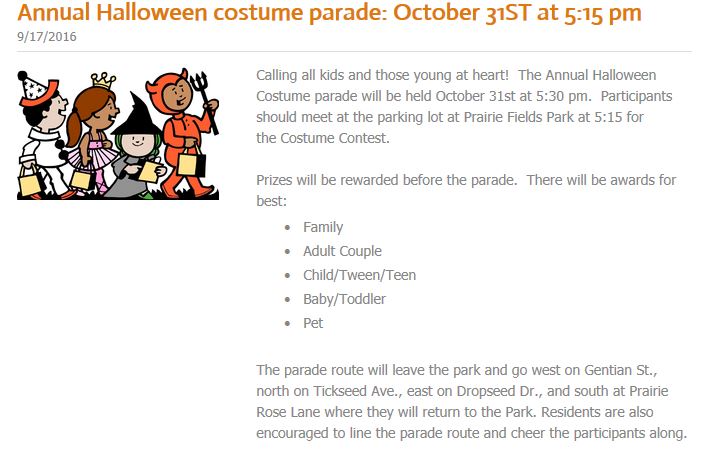 Annual Halloween costume parade: October 31ST at 5:15 pm
9/17/2016
Calling all kids and those young at heart!  The Annual Halloween
Costume parade will be held October 31st at 5:30 pm.  Participants
should meet at the parking lot at Prairie Fields Park at 5:15 for
the Costume Contest.
Prizes will be rewarded before the parade.  There will be awards for
best:
• Family
• Adult Couple
• Child/Tween/Teen
• Baby/Toddler
• Pet
The parade route will leave the park and go west on Gentian St.,
north on Tickseed Ave., east on Dropseed Dr., and south at Prairie
Rose Lane where they will return to the Park. Residents are also
encouraged to line the parade route and cheer the participants along.